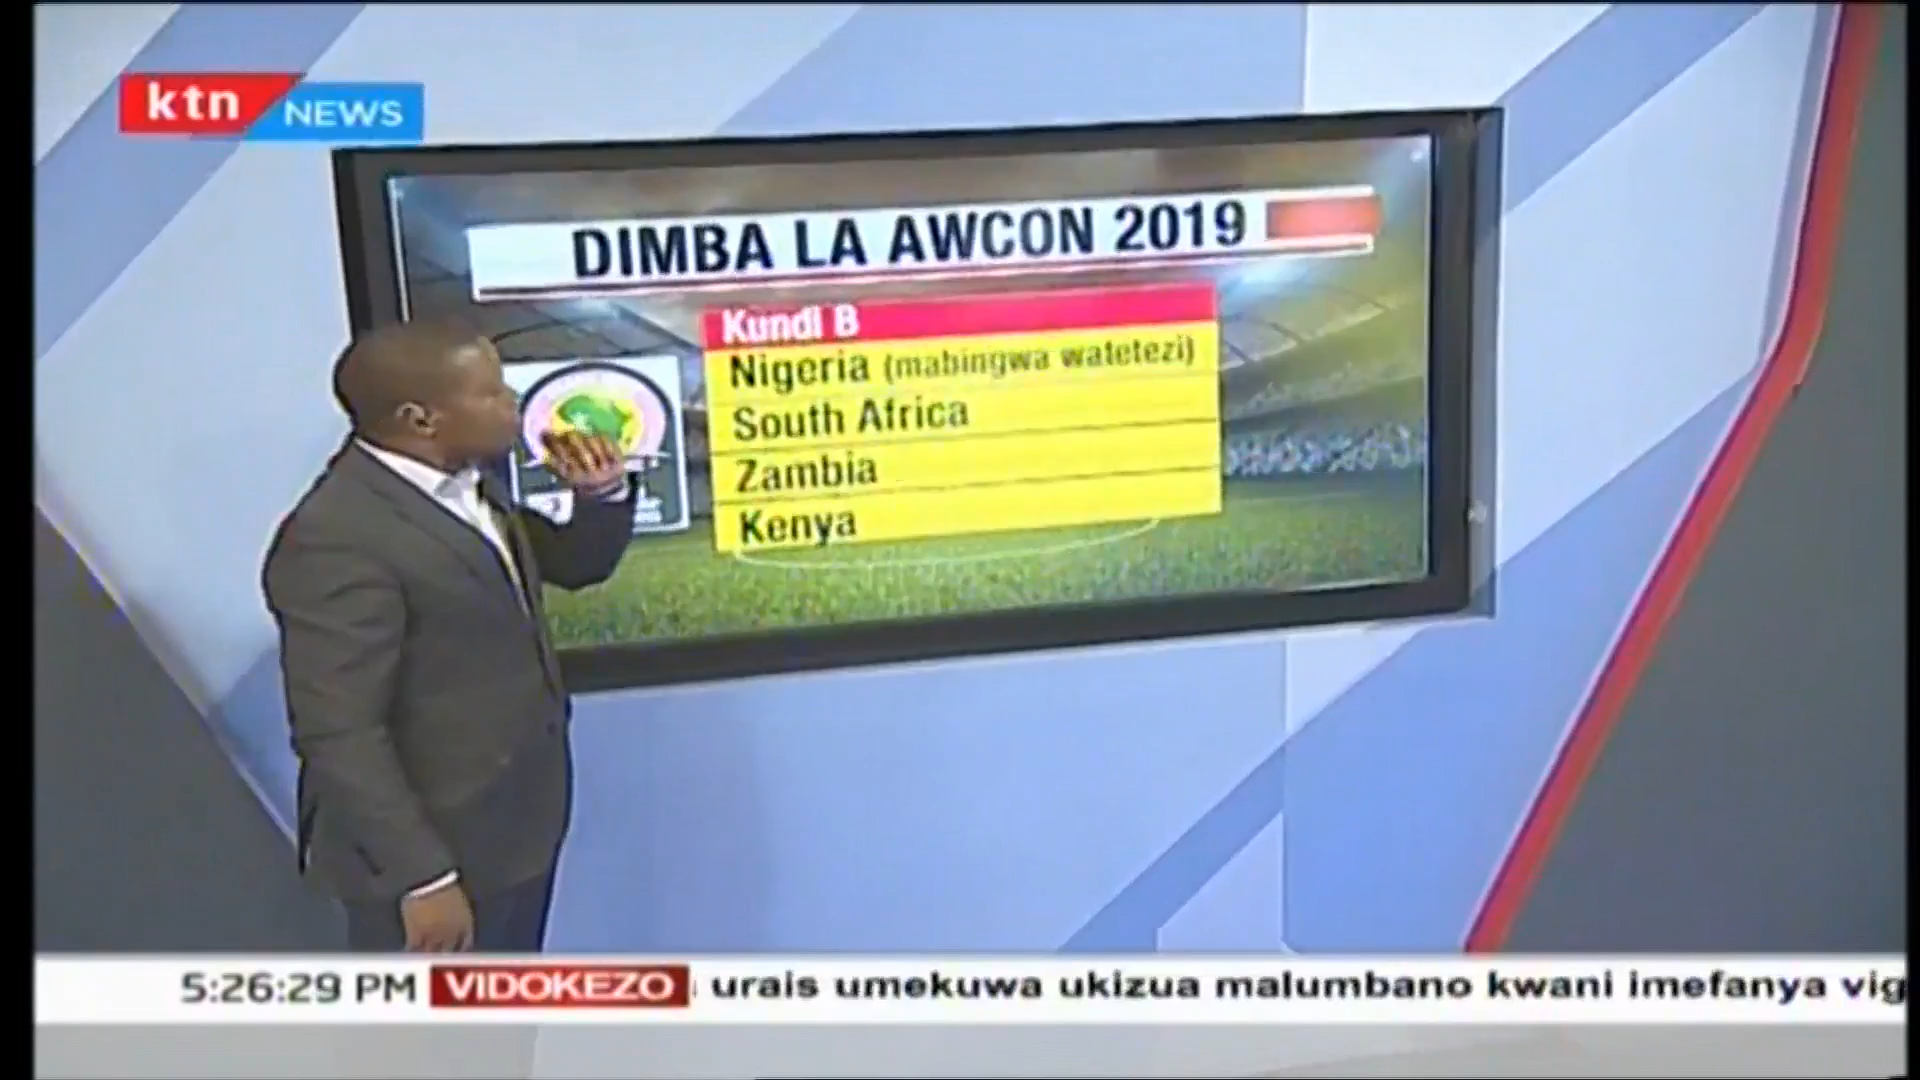 ktn NEWS
DIMBA LA AWCON 2019
Kundi B
Nigeria (mabingwa watetezi)
South Africa
Zambia
Kenya
5:26:29 PM VIDOKEZO urais umekuwa ukizua malumbano kwani imefanya vig